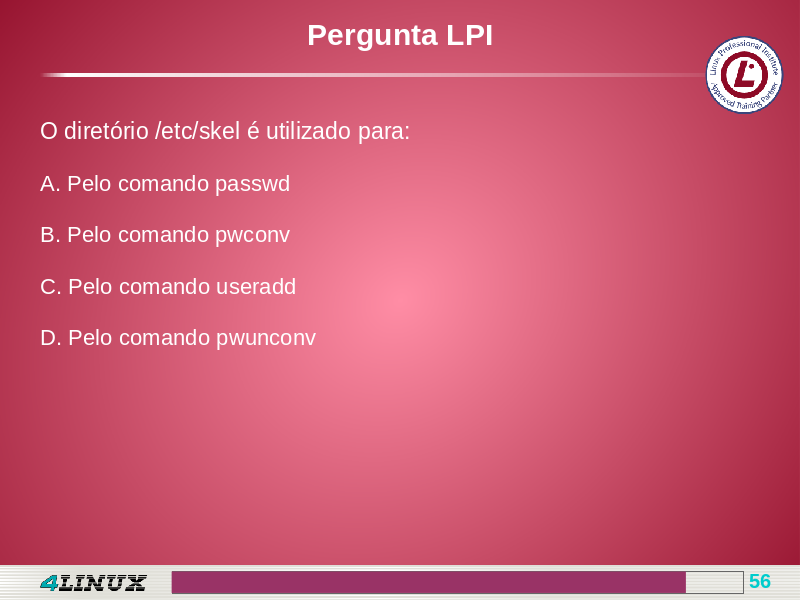 Pergunta LPI
Linux Professional Institute
Approved Training Partner
O diretório /etc/skel é utilizado para:
A. Pelo comando passwd
B. Pelo comando pwconv
C. Pelo comando useradd
D. Pelo comando pwunconv
4LINUX
56